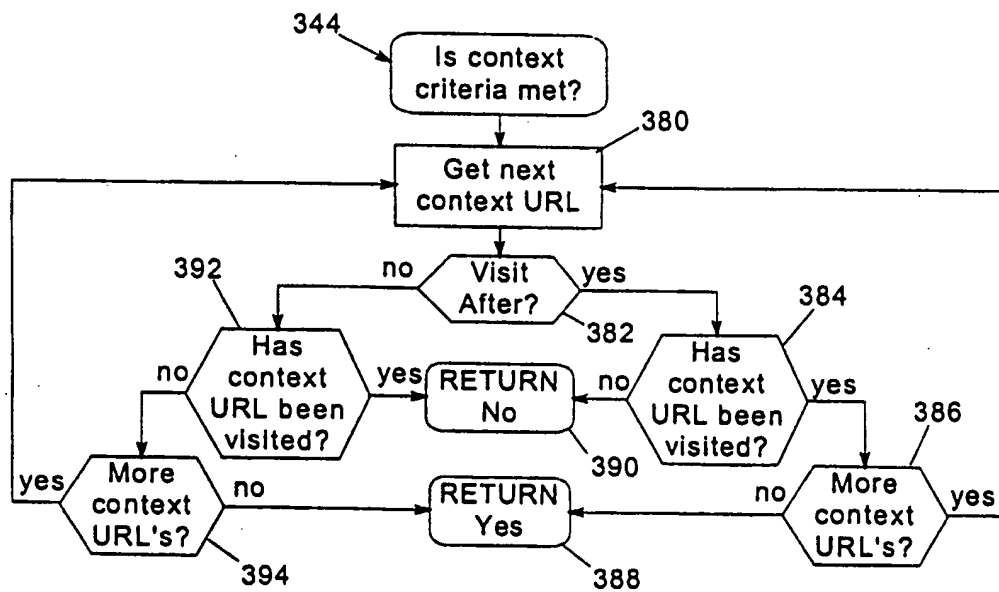 344
Is context
criteria met?
380
Get next
context URL
no
Visit
After?
yes
382
392
Has
context
URL been
visited?
no
yes
RETURN
No
390
384
Has
context
URL been
visited?
no
yes
386
yes
More
context
URL's?
no
394
RETURN
Yes
388
no
More
context
URL's?
yes